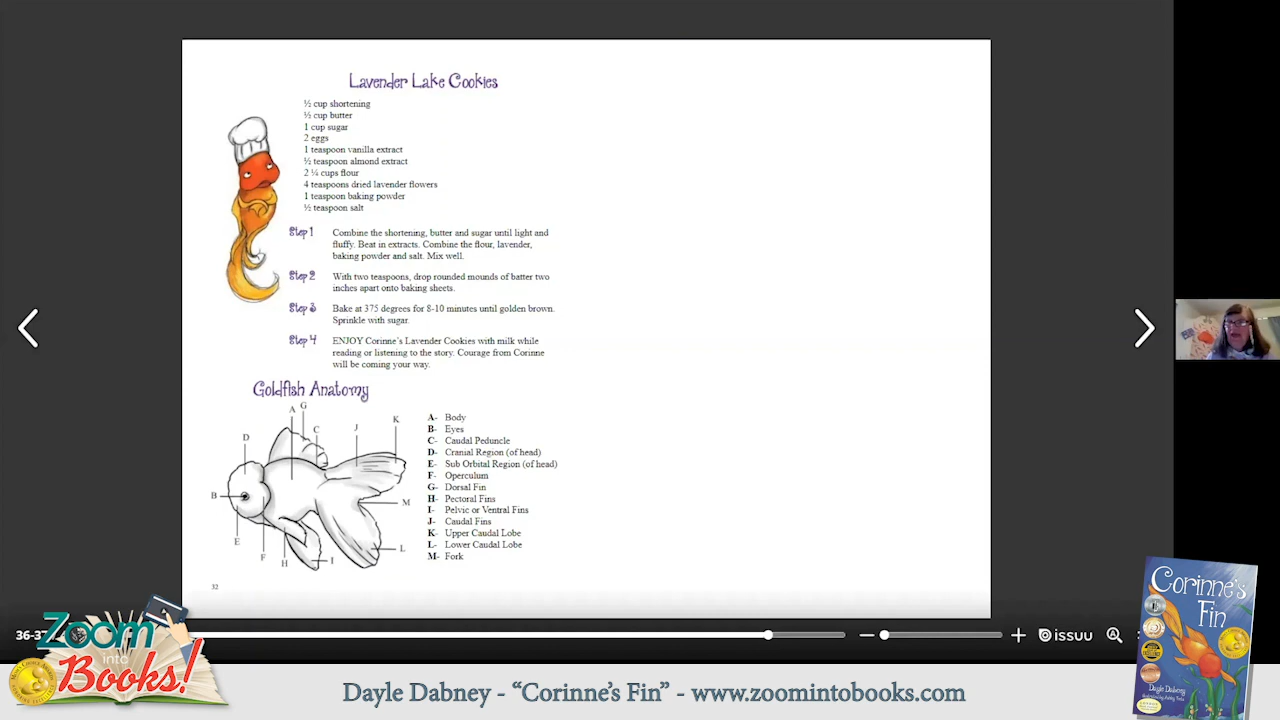 Lavender Lake Cookies
½ cup shortening
½ cup butter
1 cup sugar
2 eggs
1 teaspoon vanilla extract
½ teaspoon almond extract
2 ¼ cups flour
4 teaspoons dried lavender flowers
1 teaspoon baking powder
½ teaspoon salt
Step 1 Combine the shortening, butter and sugar until light and
fluffy. Beat in extracts. Combine the flour, lavender,
baking powder and salt. Mix well.
Step 2 With two teaspoons, drop rounded mounds of batter two
inches apart onto baking sheets.
Step 3 Bake at 375 degrees for 8-10 minutes until golden brown.
Sprinkle with sugar.
Step 4 ENJOY Corinne's Lavender Cookies with milk while
reading or listening to the story. Courage from Corinne
will be coming your way.
Goldfish Anatomy
A
G
C
D
J
K
B
M
E
F
H
I
L
A- Body
B- Eyes
C- Caudal Peduncle
D- Cranial Region (of head)
E- Sub Orbital Region (of head)
F- Operculum
G- Dorsal Fin
H- Pectoral Fins
I- Pelvic or Ventral Fins
J- Caudal Fins
K- Upper Caudal Lobe
L- Lower Caudal Lobe
M- Fork
32
issuu
Zoom
into
Books!
Corinne's
Fin
Dayle Dabney
Dayle Dabney - “Corinne’s Fin” - www.zoomintobooks.com